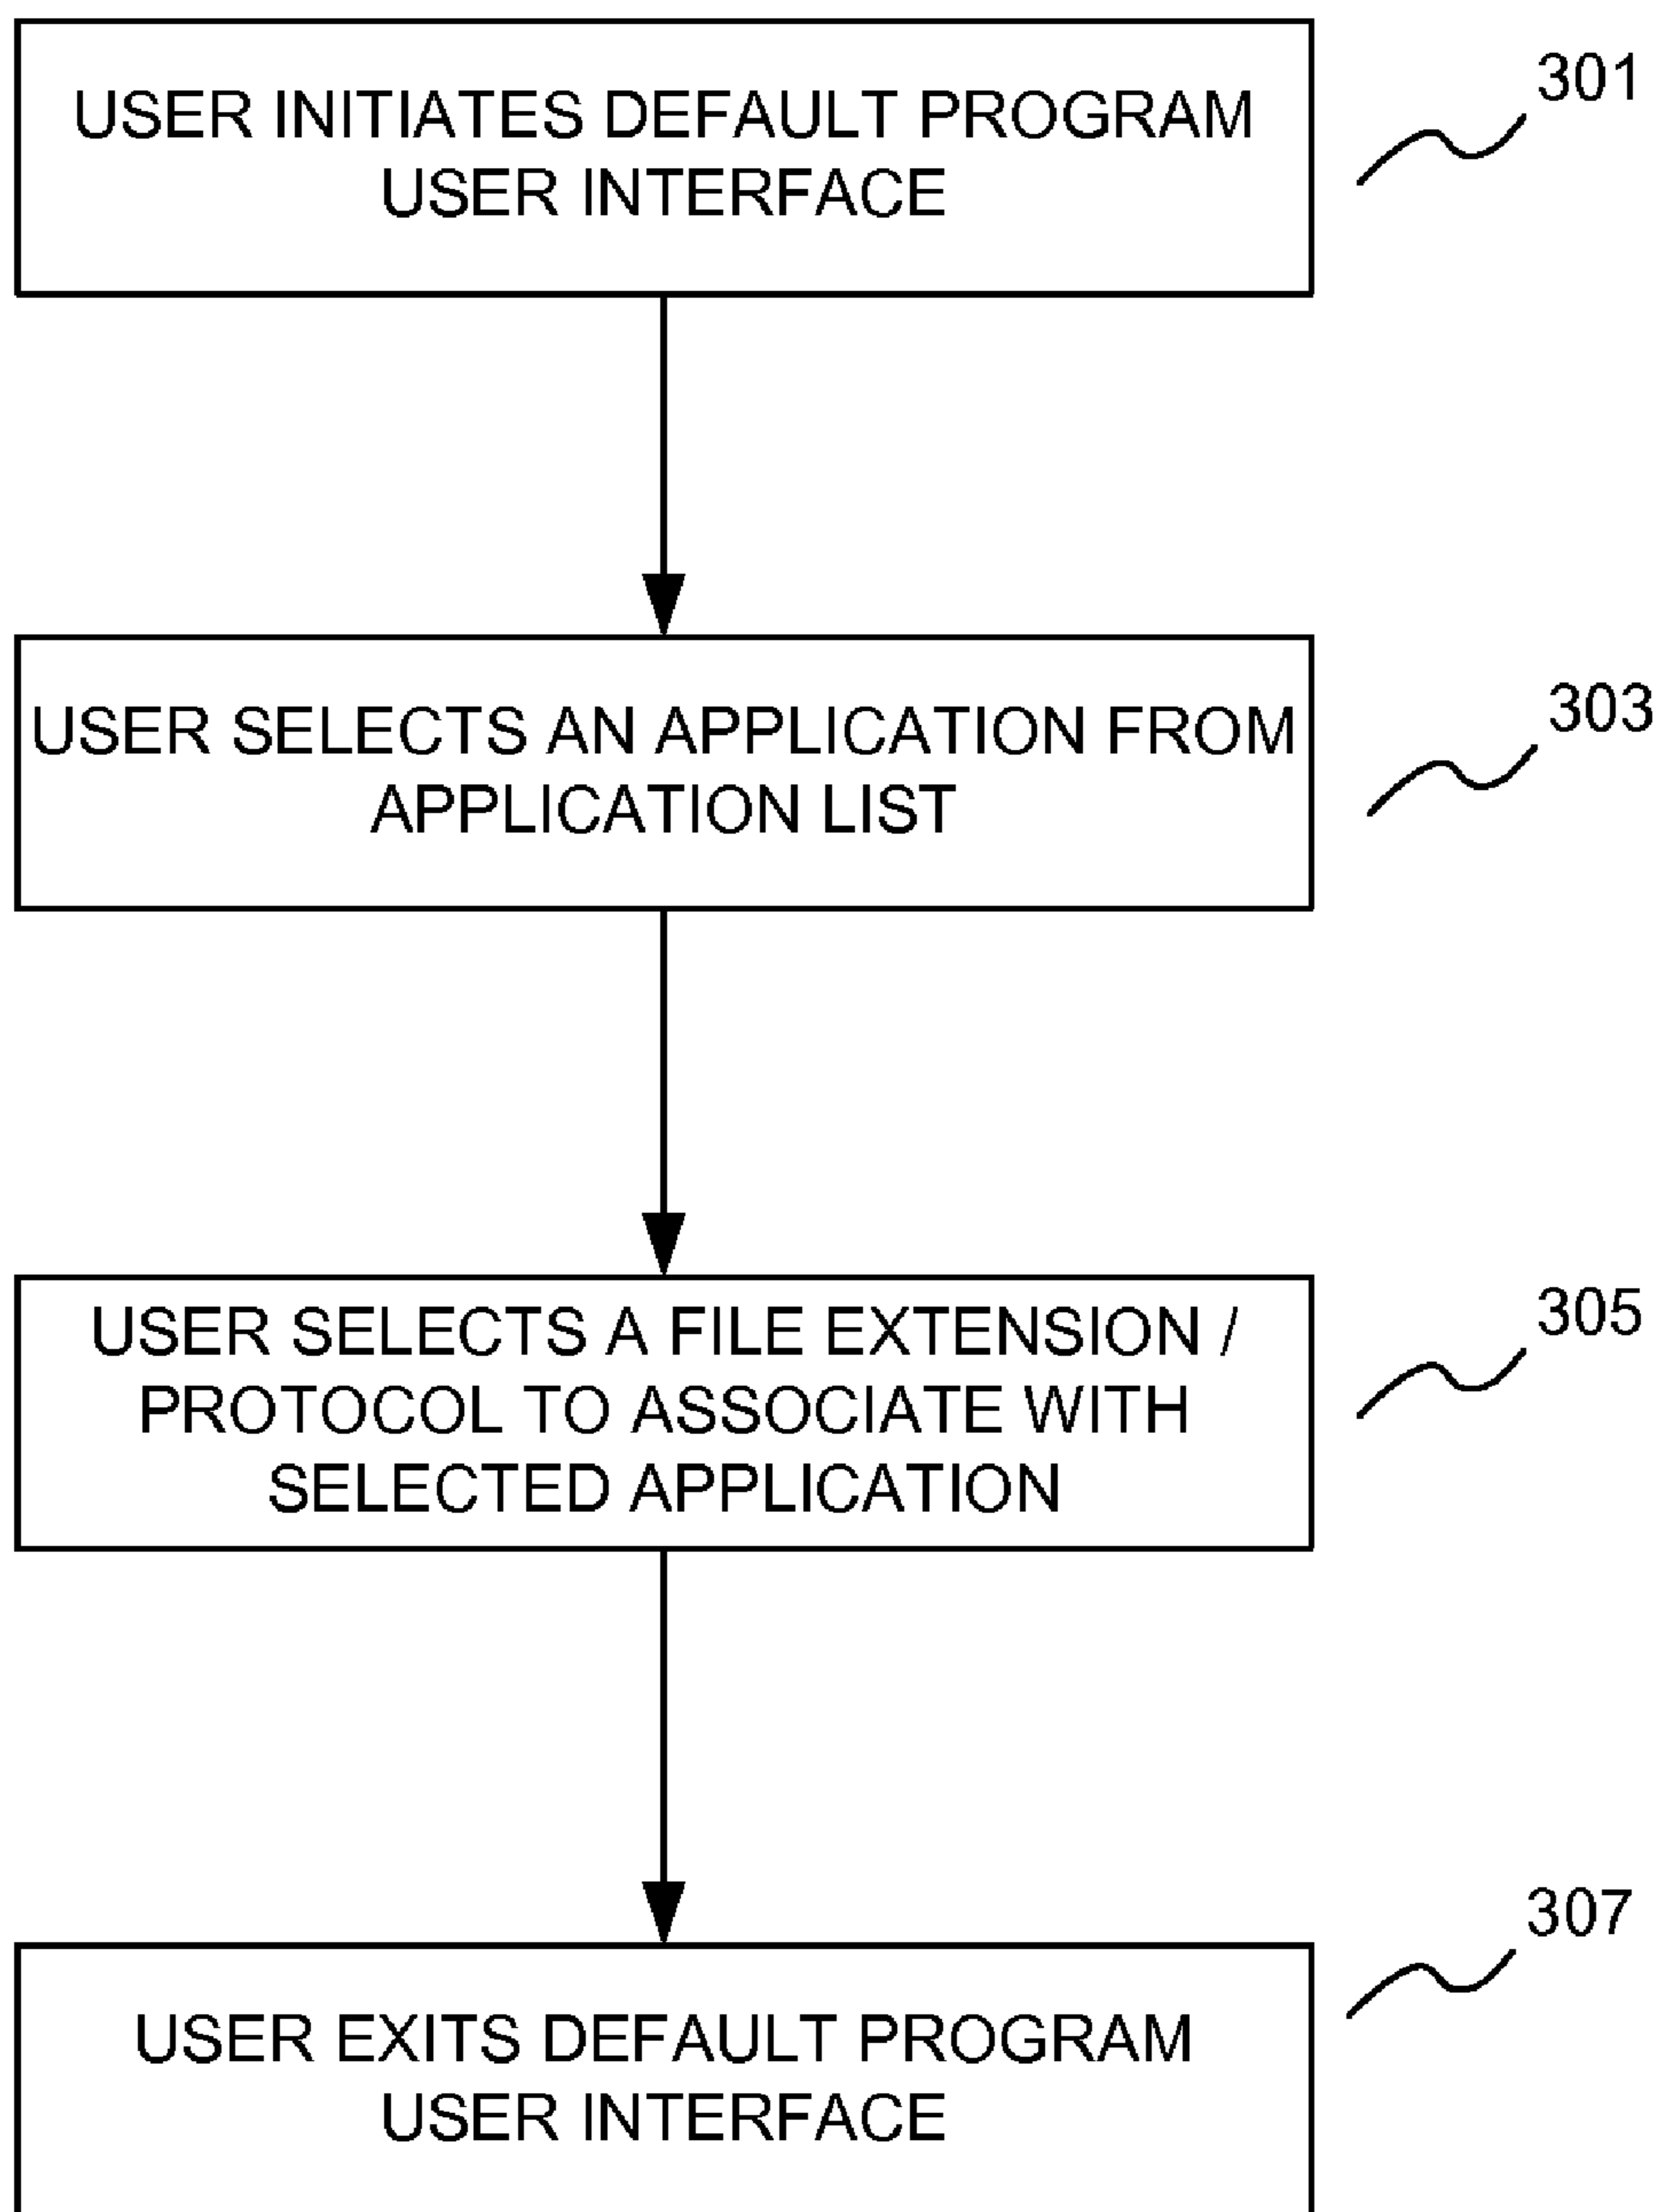 USER INITIATES DEFAULT PROGRAM
USER INTERFACE
301
USER SELECTS AN APPLICATION FROM
APPLICATION LIST
303
USER SELECTS A FILE EXTENSION /
PROTOCOL TO ASSOCIATE WITH
SELECTED APPLICATION
305
USER EXITS DEFAULT PROGRAM
USER INTERFACE
307